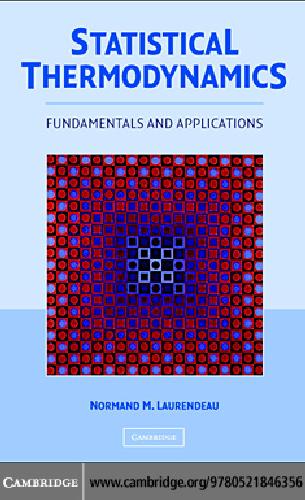 STATISTICAL
THERMODYNAMICS
FUNDAMENTALS AND APPLICATIONS
NORMAND M. LAURENDEAU
CAMBRIDGE
CAMBRIDGE www.cambridge.org/9780521846356